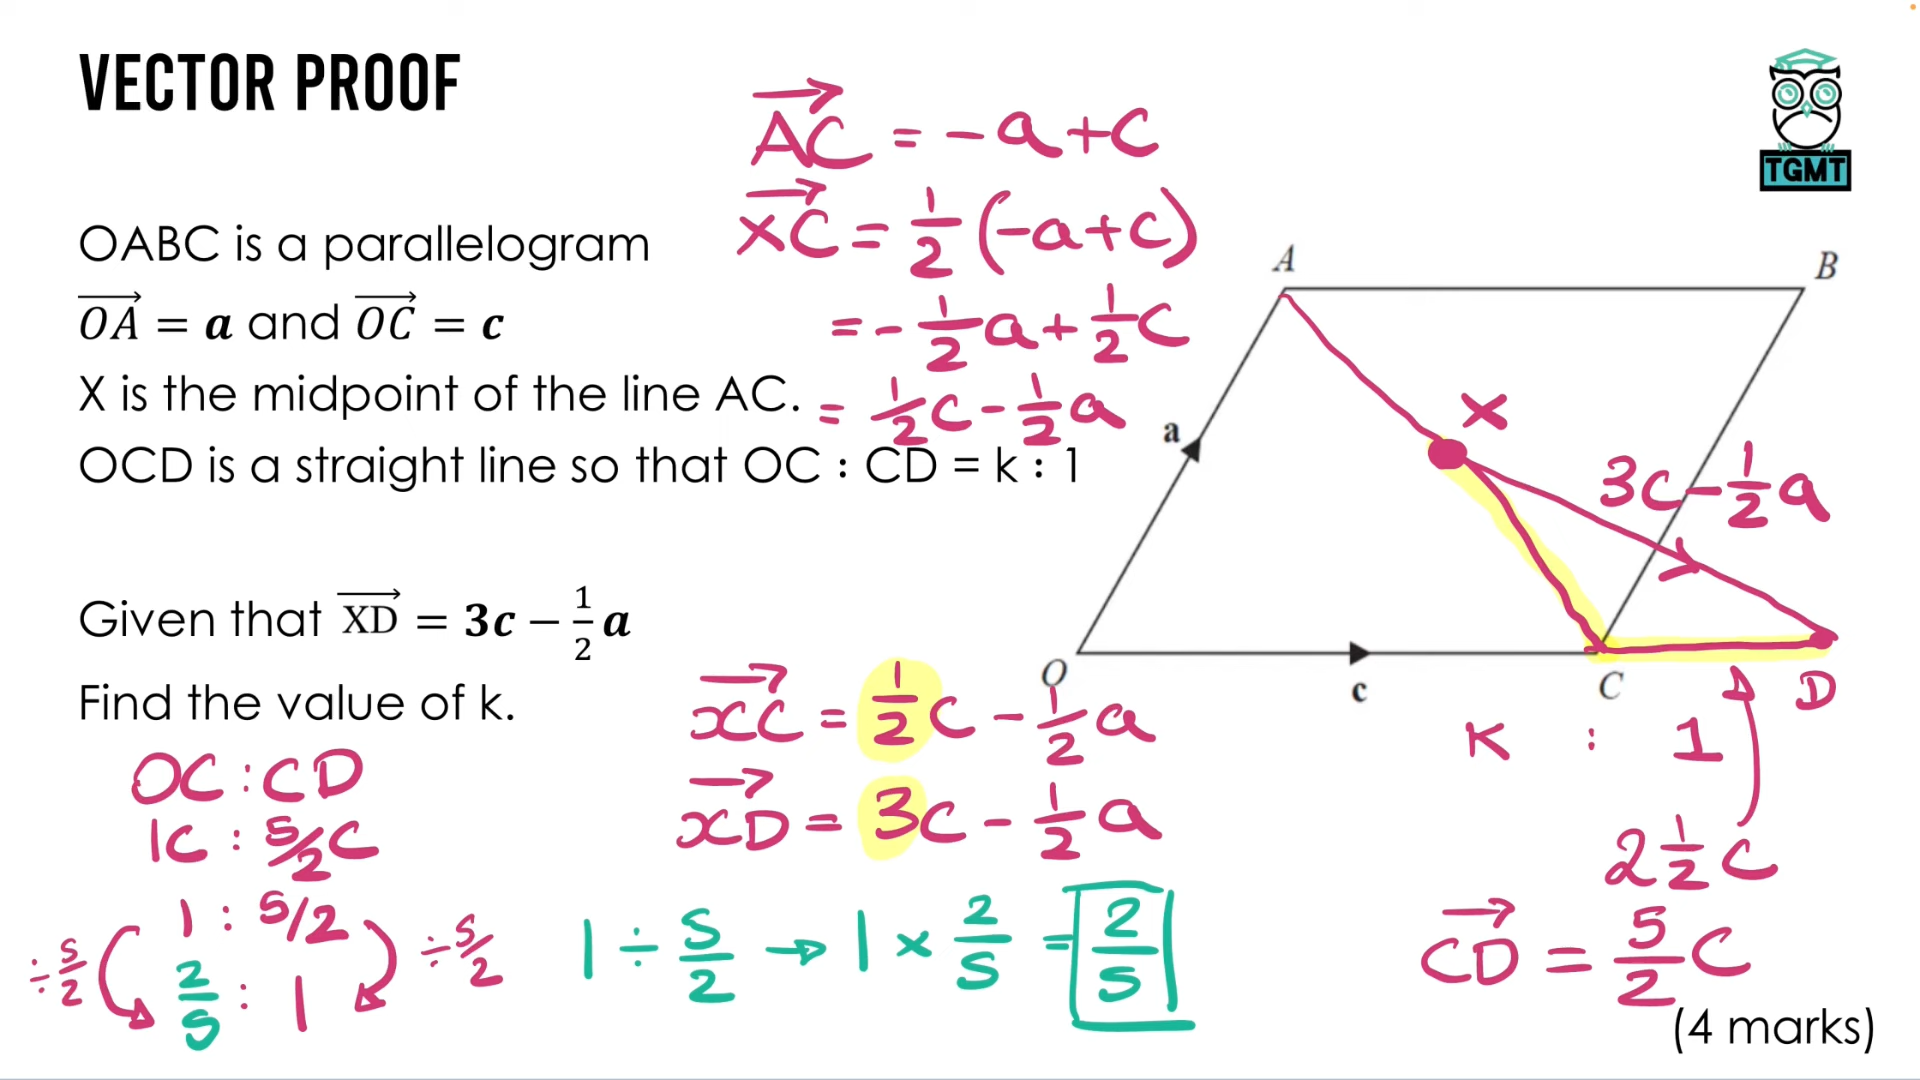 VECTOR PROOF
TGMT
OABC is a parallelogram
OA = a and OC = c
X is the midpoint of the line AC.
OCD is a straight line so that OC : CD = k : 1
Given that XD = 3c − 1/2 a
Find the value of k.
AC = -a+c
XC = 1/2 (-a+c)
= - 1/2 a + 1/2 c
= 1/2 c - 1/2 a
A
B
a
X
3c - 1/2 a
O
c
C
D
K : 1
xC = 1/2 c - 1/2 a
xD = 3c - 1/2 a
2 1/2 c
CD = 5/2 c
OC : CD
1c : 5/2 c
1 : 5/2
÷ 5/2
÷ 5/2
2/5 : 1
1 ÷ 5/2 → 1 × 2/5 = 2/5
(4 marks)